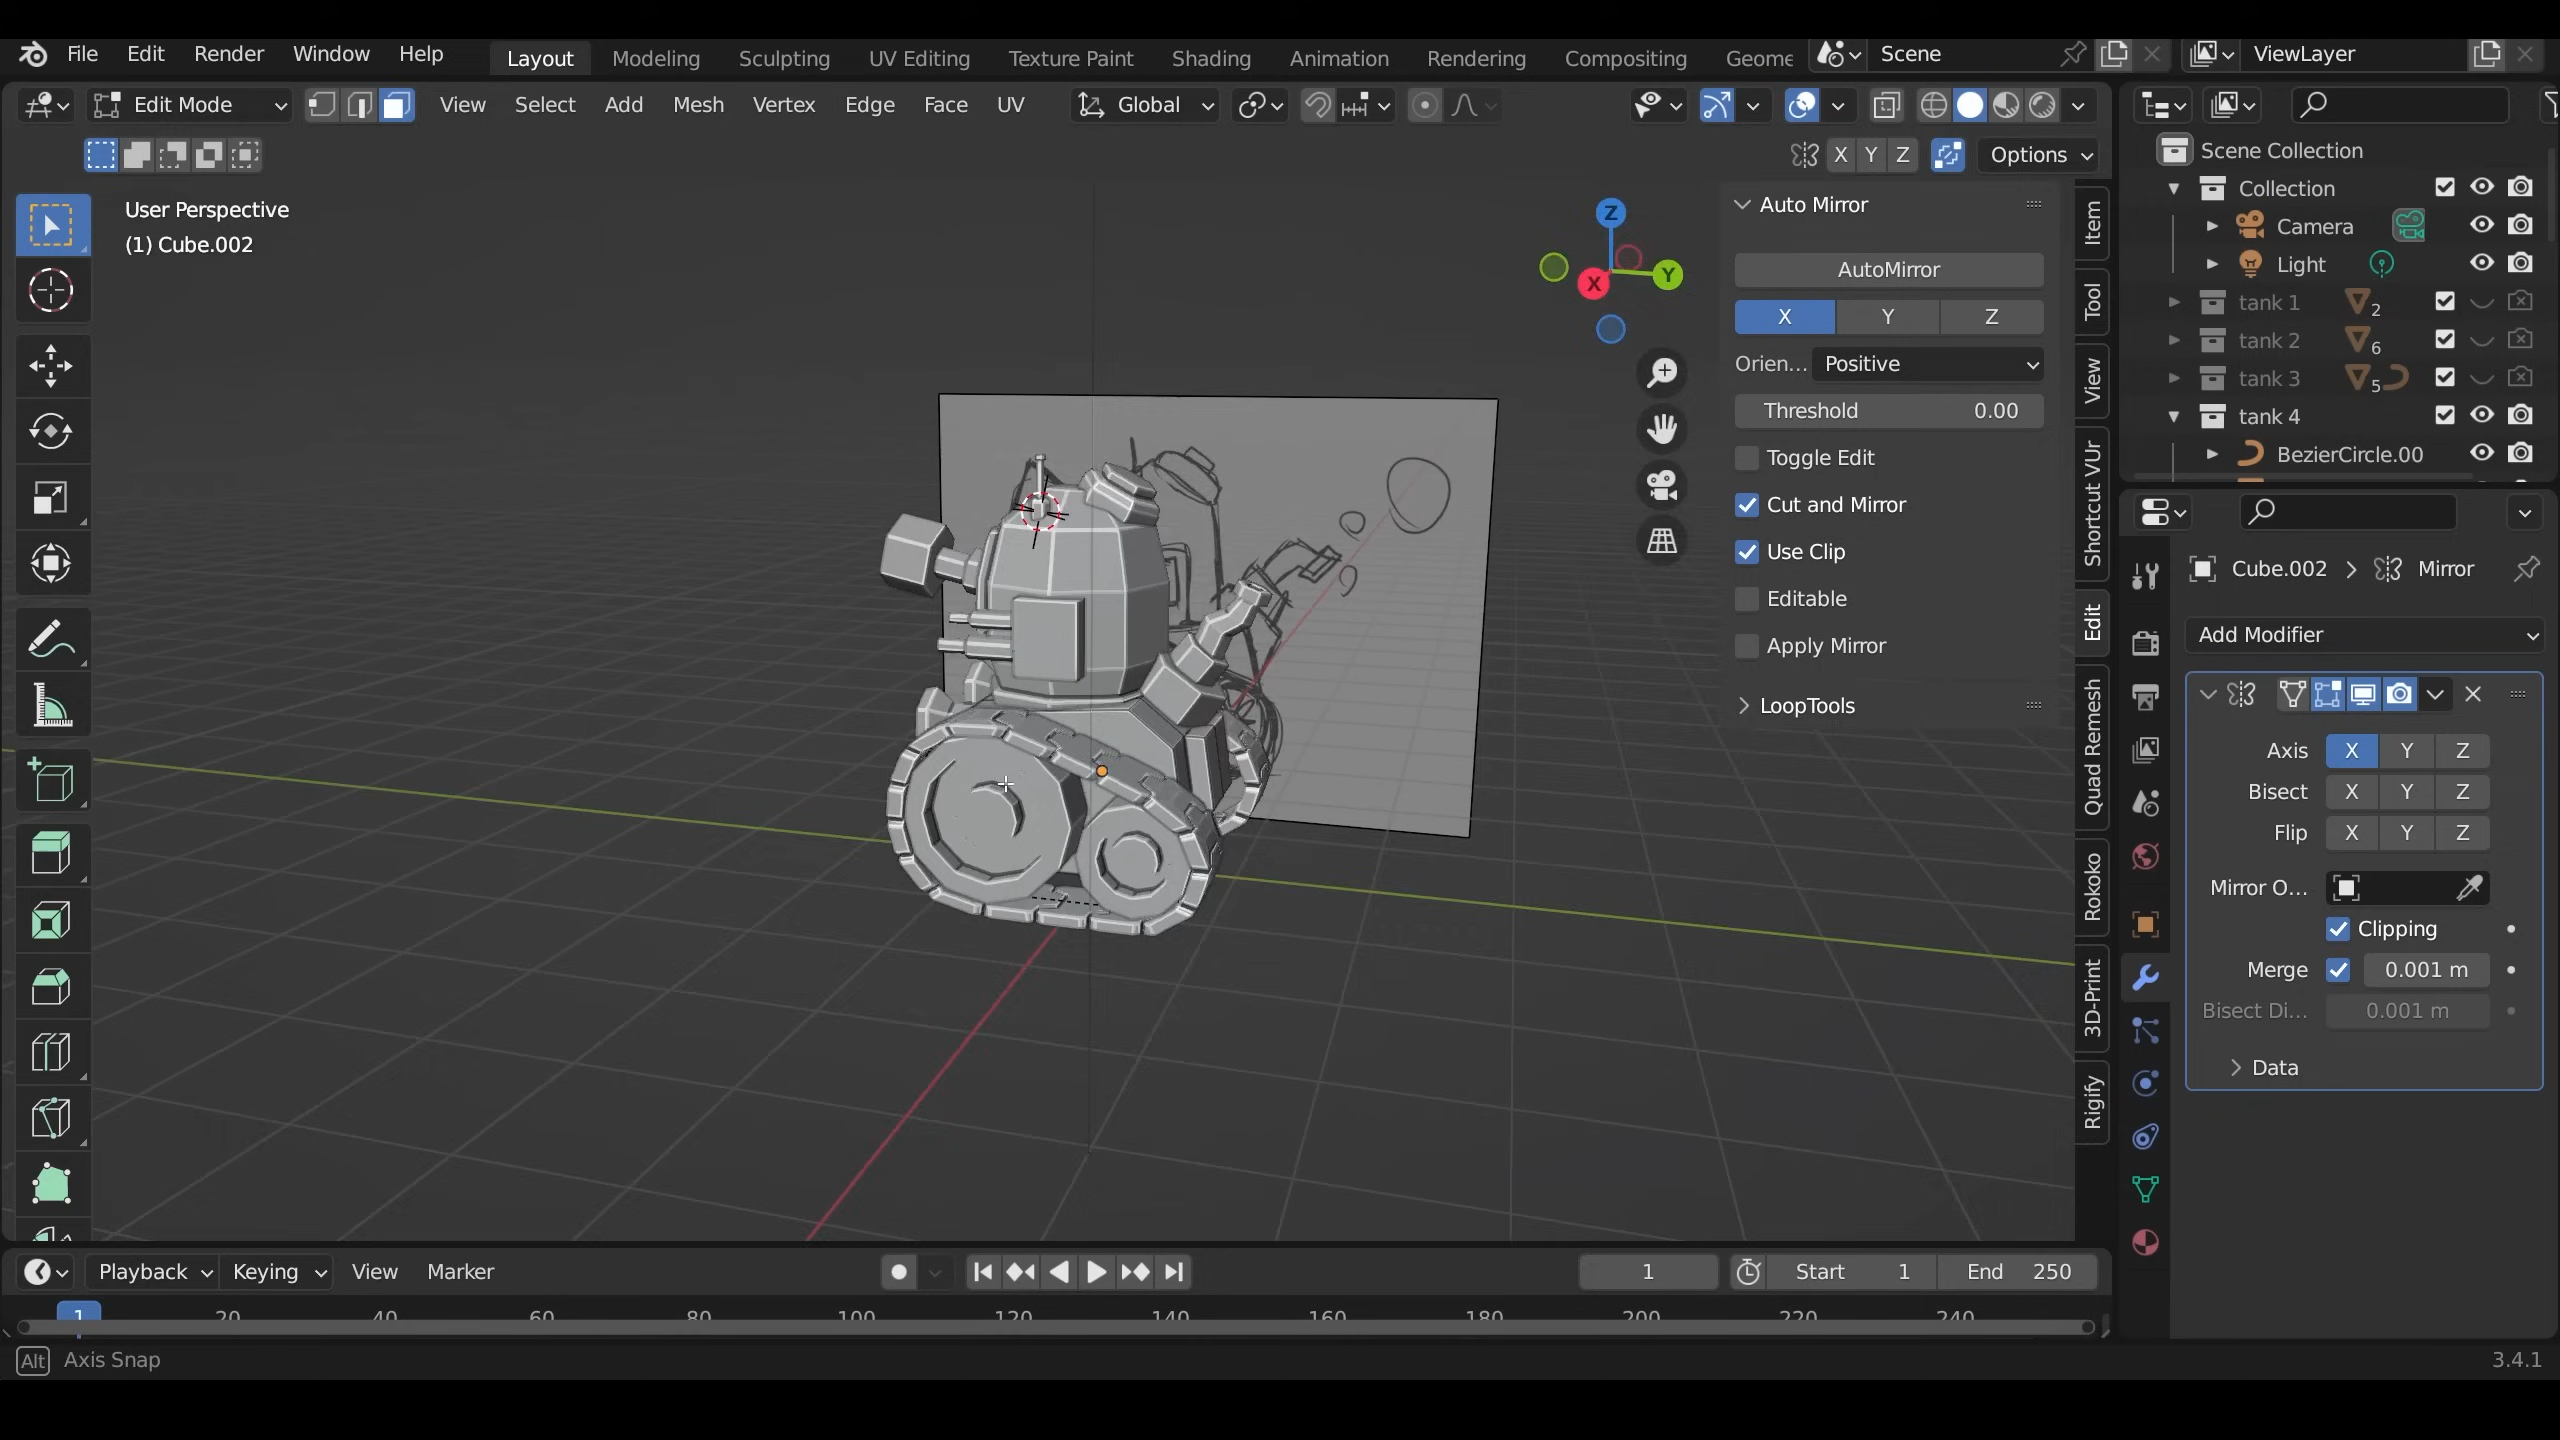 File Edit Render Window Help Layout Modeling Sculpting UV Editing Texture Paint Shading Animation Rendering Compositing Geome Scene ViewLayer
Edit Mode View Select Add Mesh Vertex Edge Face UV Global
X Y Z Options
User Perspective
(1) Cube.002
Z
Y
X
Auto Mirror
AutoMirror
X Y Z
Orien... Positive
Threshold 0.00
Toggle Edit
Cut and Mirror
Use Clip
Editable
Apply Mirror
LoopTools
Item
Tool
View
Shortcut VUr
Edit
Quad Remesh
Rokoko
3D-Print
Rigify
Scene Collection
Collection
Camera
Light
tank 1 2
tank 2 6
tank 3 5
tank 4
BezierCircle.00
Cube.002 Mirror
Add Modifier
Axis X Y Z
Bisect X Y Z
Flip X Y Z
Mirror O...
Clipping
Merge 0.001 m
Bisect Di... 0.001 m
Data
Playback Keying View Marker 1 Start 1 End 250
1 20 40 60 80 100 120 140 160 180 200 220 240
Alt Axis Snap 3.4.1